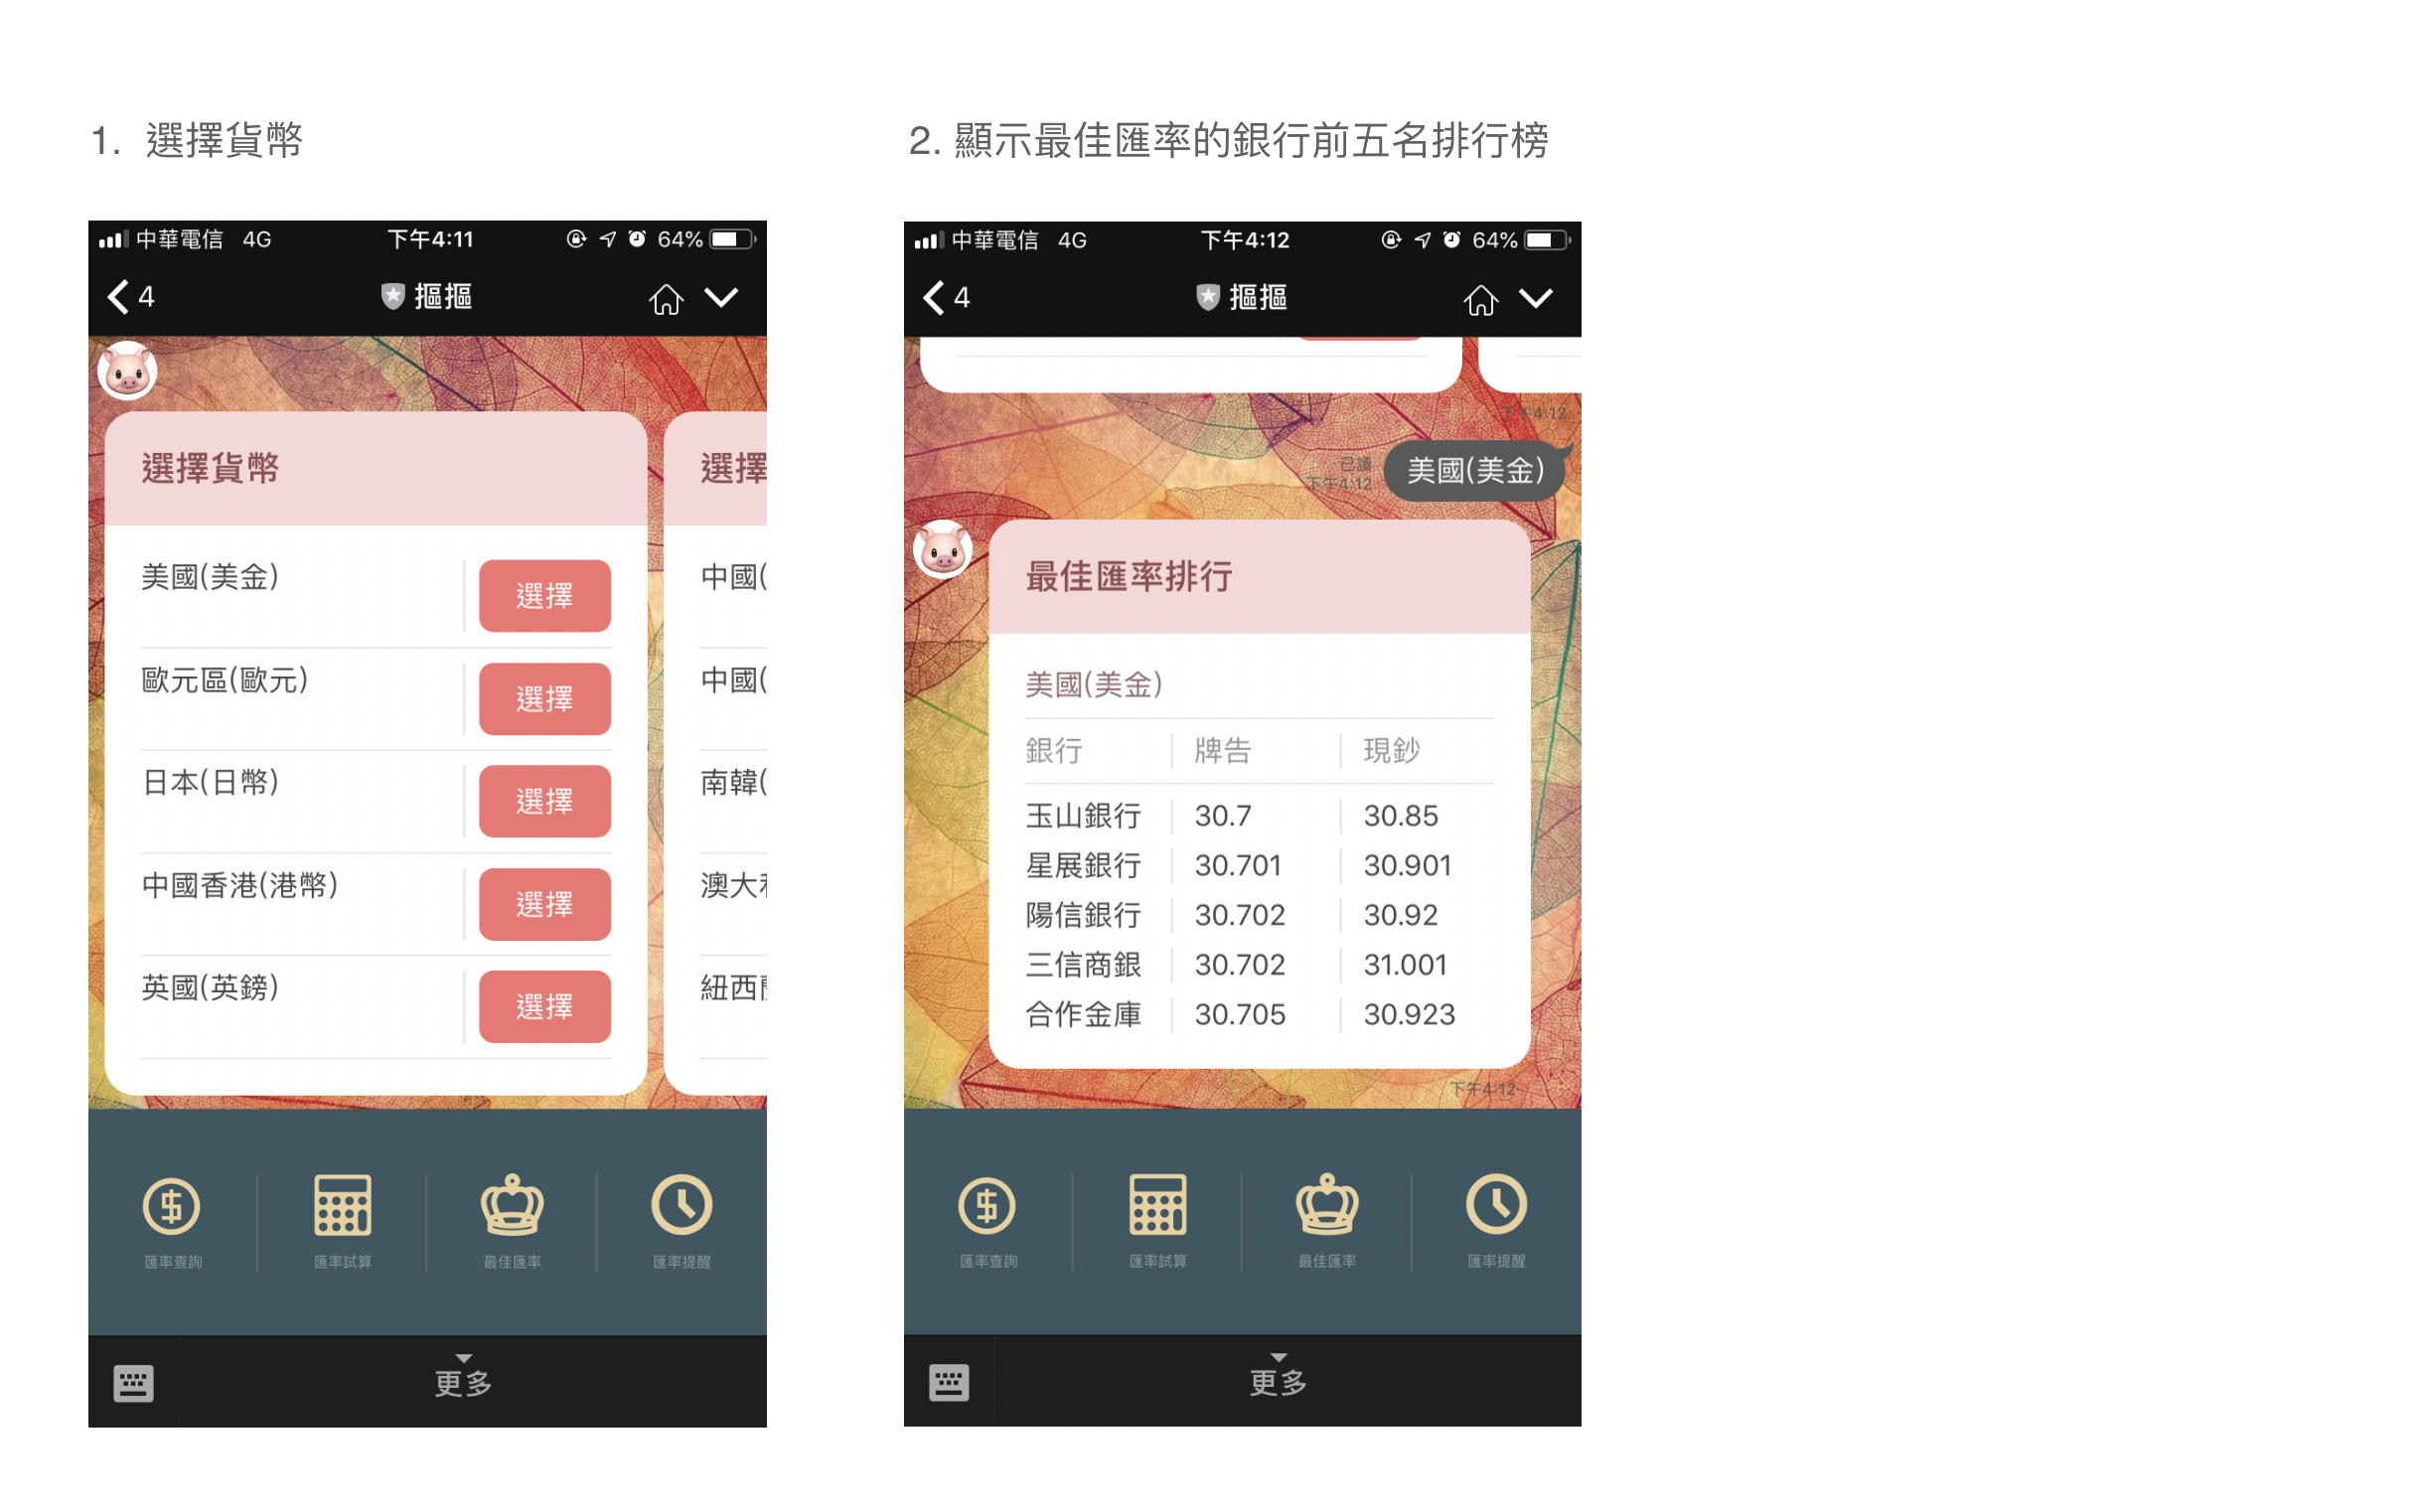 1. 選擇貨幣
中華電信 4G 下午4:11 64%
4 摳摳
選擇貨幣 選擇
美國(美金) 選擇 中國(
歐元區(歐元) 選擇 中國(
日本(日幣) 選擇 南韓(
中國香港(港幣) 選擇 澳大
英國(英鎊) 選擇 紐西
匯率查詢 匯率試算 最佳匯率 匯率提醒
更多
2. 顯示最佳匯率的銀行前五名排行榜
中華電信 4G 下午4:12 64%
4 摳摳
下午4:12
已讀
下午4:12 美國(美金)
最佳匯率排行
美國(美金)
銀行 牌告 現鈔
玉山銀行 30.7 30.85
星展銀行 30.701 30.901
陽信銀行 30.702 30.92
三信商銀 30.702 31.001
合作金庫 30.705 30.923
下午4:12
匯率查詢 匯率試算 最佳匯率 匯率提醒
更多